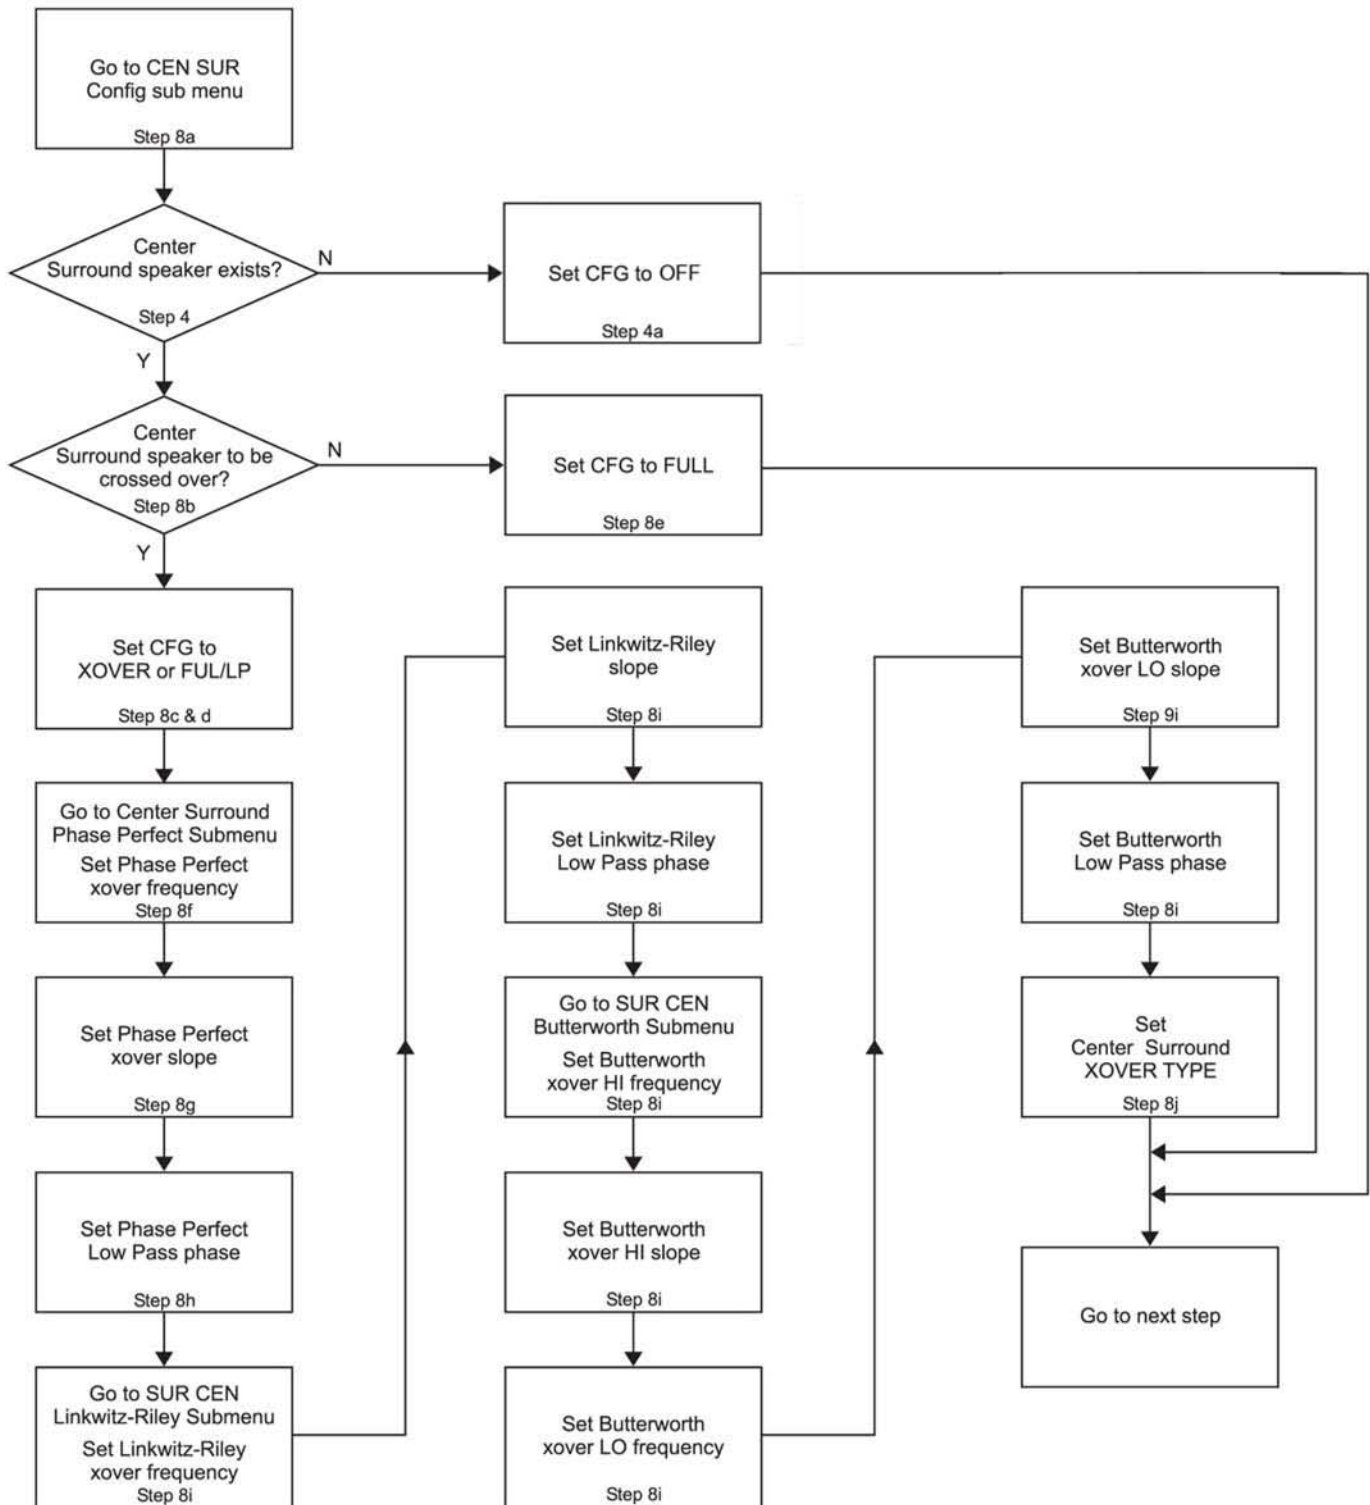 Go to CEN SUR
Config sub menu
Step 8a
Center
Surround speaker exists?
Step 4
N
Set CFG to OFF
Step 4a
Y
Center
Surround speaker to be
crossed over?
Step 8b
N
Set CFG to FULL
Step 8e
Y
Set CFG to
XOVER or FUL/LP
Step 8c & d
Go to Center Surround
Phase Perfect Submenu
Set Phase Perfect
xover frequency
Step 8f
Set Phase Perfect
xover slope
Step 8g
Set Phase Perfect
Low Pass phase
Step 8h
Go to SUR CEN
Linkwitz-Riley Submenu
Set Linkwitz-Riley
xover frequency
Step 8i
Set Linkwitz-Riley
slope
Step 8i
Set Linkwitz-Riley
Low Pass phase
Step 8i
Go to SUR CEN
Butterworth Submenu
Set Butterworth
xover HI frequency
Step 8i
Set Butterworth
xover HI slope
Step 8i
Set Butterworth
xover LO frequency
Step 8i
Set Butterworth
xover LO slope
Step 9i
Set Butterworth
Low Pass phase
Step 8i
Set
Center Surround
XOVER TYPE
Step 8j
Go to next step